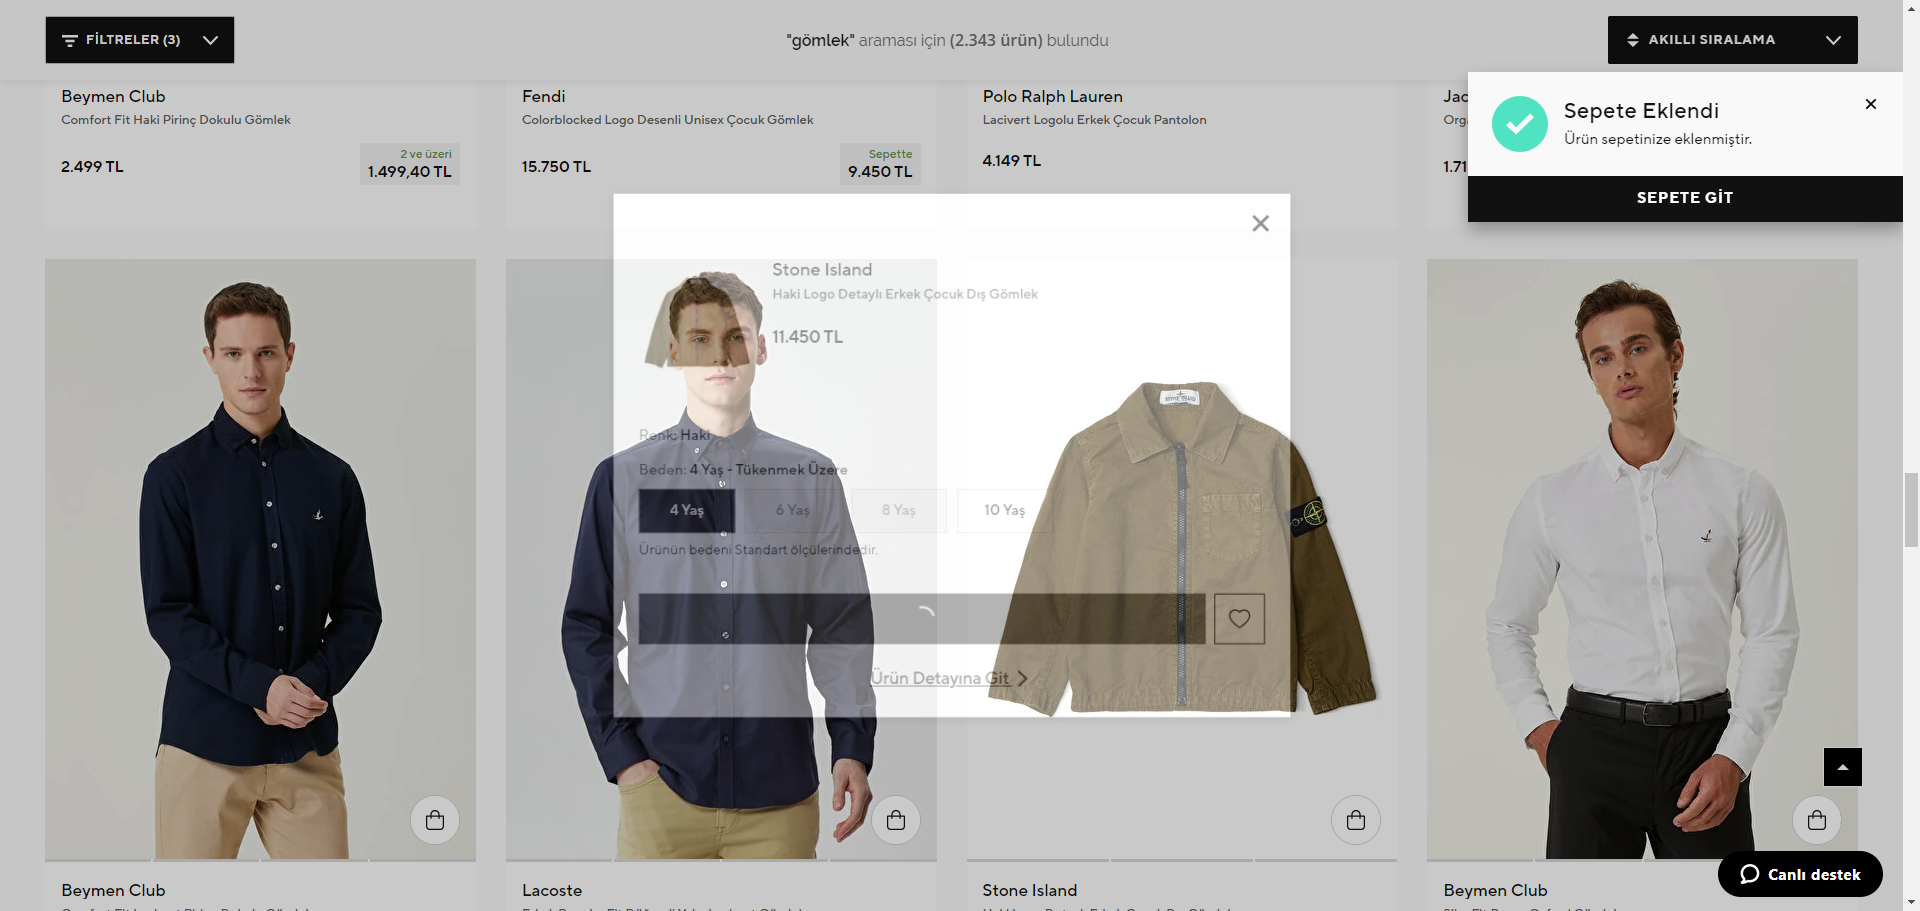 FİLTRELER (3)
"gömlek" araması için (2.343 ürün) bulundu
AKILLI SIRALAMA
Sepete Eklendi
Ürün sepetinize eklenmiştir.
SEPETE GİT
Beymen Club
Comfort Fit Haki Pirinç Dokulu Gömlek
2.499 TL
2 ve üzeri
1.499,40 TL
Fendi
Colorblocked Logo Desenli Unisex Çocuk Gömlek
15.750 TL
Sepette
9.450 TL
Polo Ralph Lauren
Lacivert Logolu Erkek Çocuk Pantolon
4.149 TL
Stone Island
Haki Logo Detaylı Erkek Çocuk Dış Gömlek
11.450 TL
Renk: Haki
Beden: 4 Yaş - Tükenmek Üzere
4 Yaş
6 Yaş
8 Yaş
10 Yaş
Ürünün bedeni Standart ölçülerindedir.
Ürün Detayına Git
Canlı destek
Beymen Club
Lacoste
Stone Island
Beymen Club